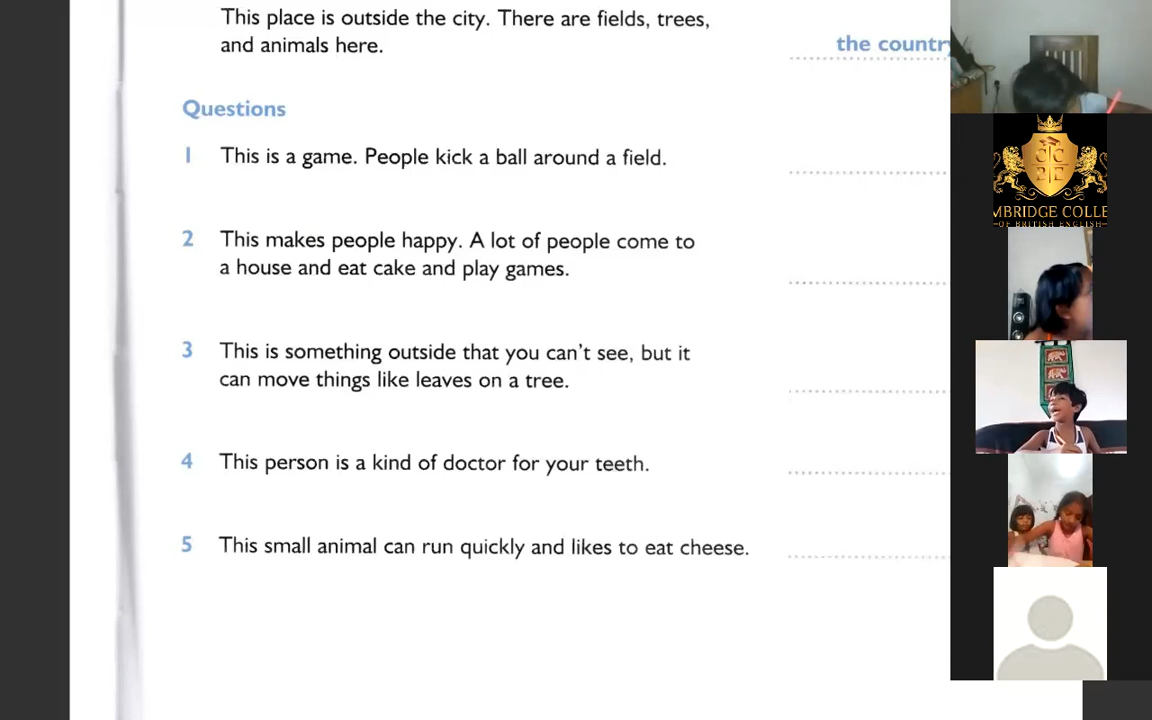 This place is outside the city. There are fields, trees,
and animals here.
the country
Questions
1 This is a game. People kick a ball around a field.
2 This makes people happy. A lot of people come to
a house and eat cake and play games.
3 This is something outside that you can't see, but it
can move things like leaves on a tree.
4 This person is a kind of doctor for your teeth.
5 This small animal can run quickly and likes to eat cheese.
MBRIDGE COLLE
OF BRITISH ENGLISH